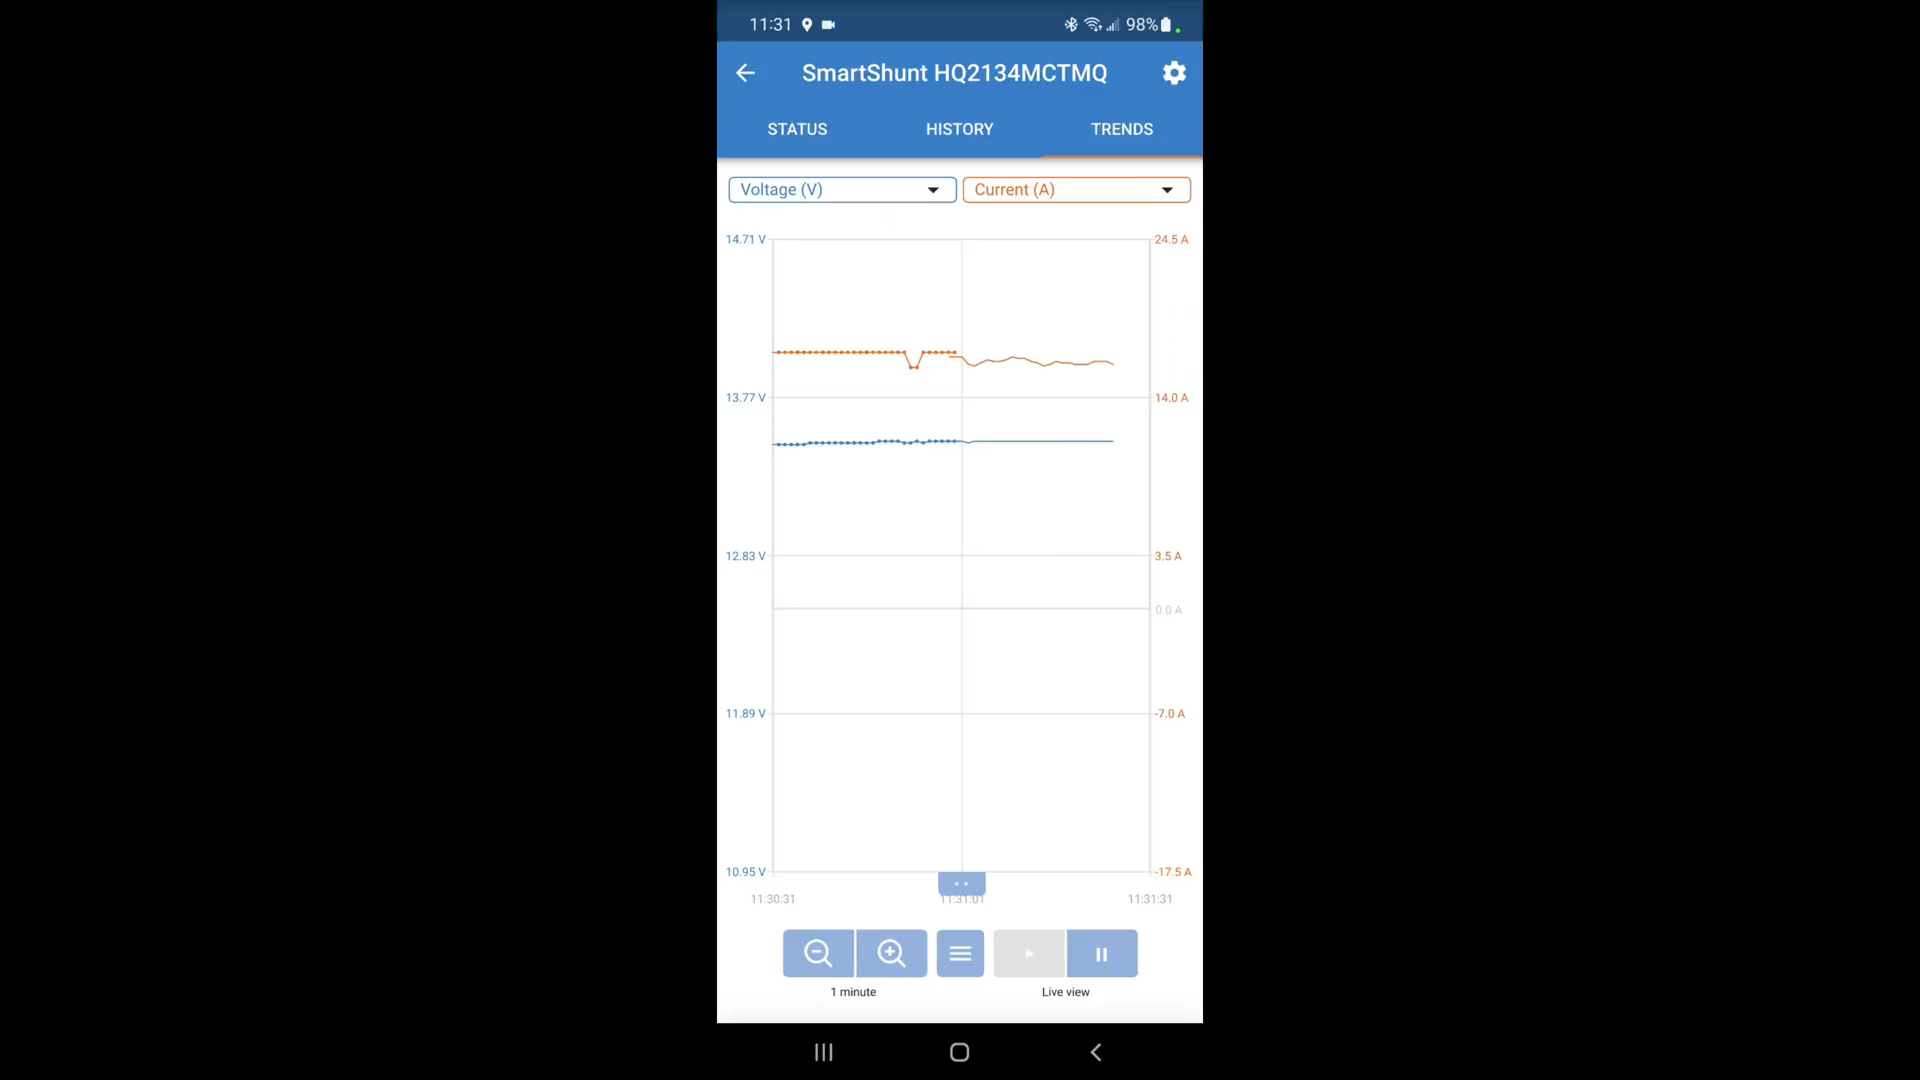 11:31 98%
SmartShunt HQ2134MCTMQ
STATUS HISTORY TRENDS
Voltage (V) Current (A)
14.71 V 24.5 A
13.77 V 14.0 A
12.83 V 3.5 A
0.0 A
11.89 V -7.0 A
10.95 V -17.5 A
11:30:31 11:31:01 11:31:31
1 minute Live view